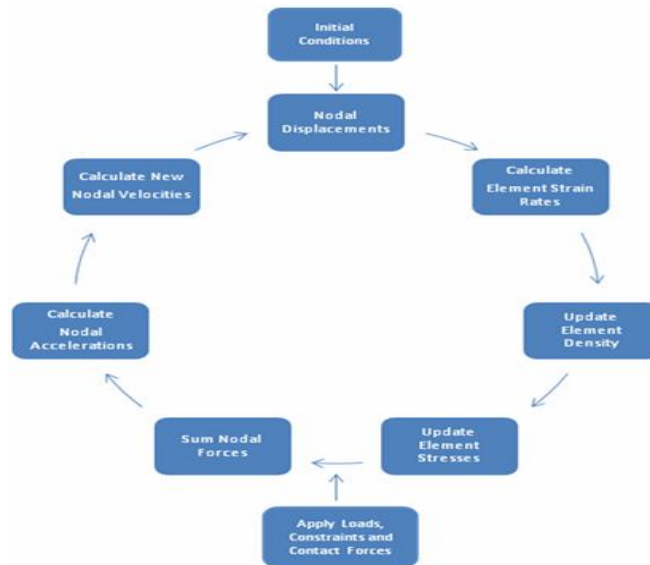 Initial
Conditions
Nodal
Displacements
Calculate
Element Strain
Rates
Update
Element
Density
Update
Element
Stresses
Apply Loads,
Constraints and
Contact Forces
Sum Nodal
Forces
Calculate
Nodal
Accelerations
Calculate New
Nodal Velocities